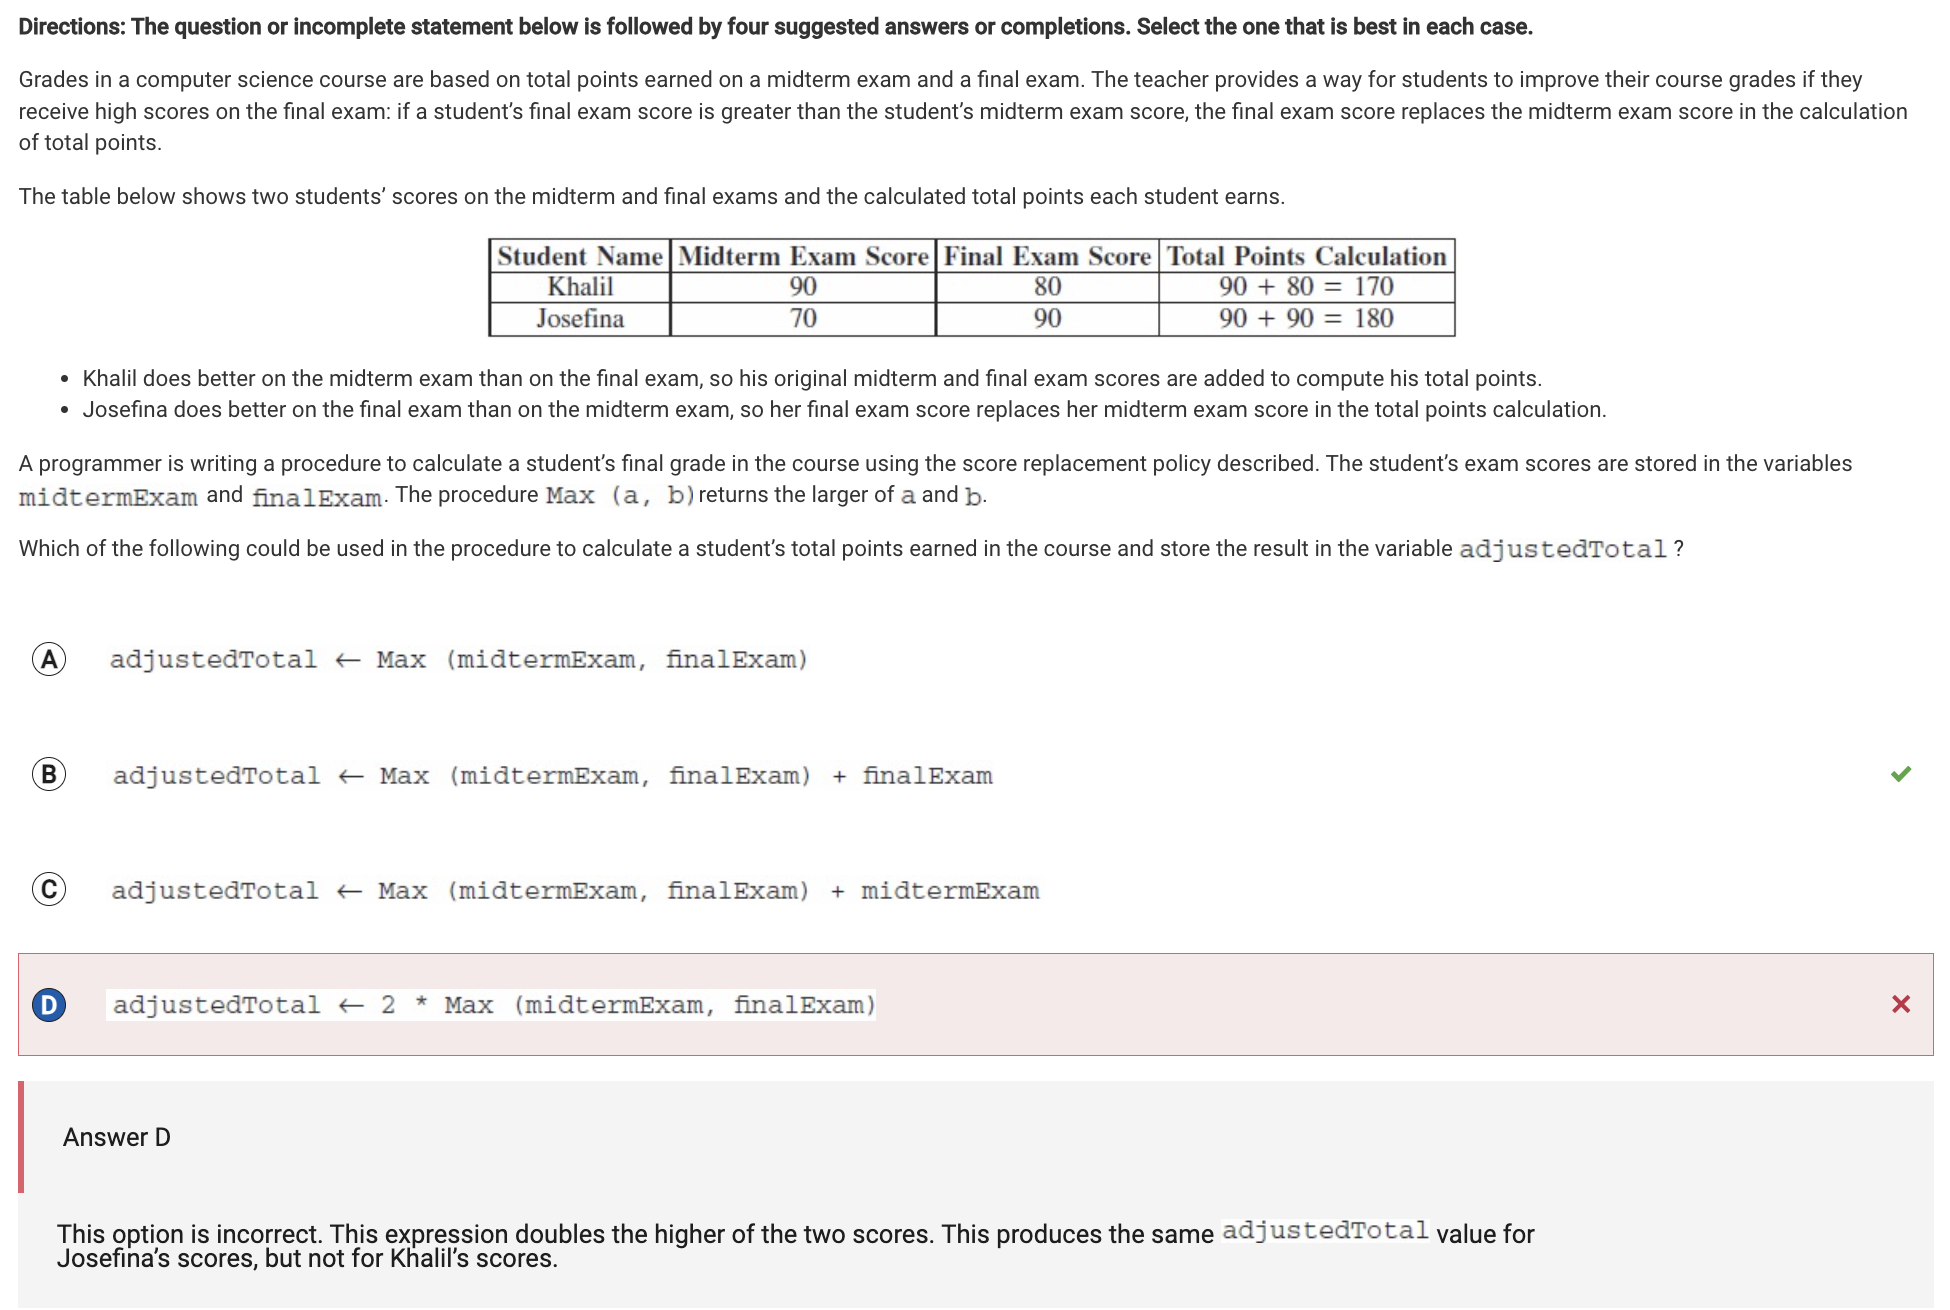 Directions: The question or incomplete statement below is followed by four suggested answers or completions. Select the one that is best in each case.
Grades in a computer science course are based on total points earned on a midterm exam and a final exam. The teacher provides a way for students to improve their course grades if they
receive high scores on the final exam: if a student’s final exam score is greater than the student’s midterm exam score, the final exam score replaces the midterm exam score in the calculation
of total points.
The table below shows two students’ scores on the midterm and final exams and the calculated total points each student earns.
Student Name Midterm Exam Score Final Exam Score Total Points Calculation
Khalil 90 80 90 + 80 = 170
Josefina 70 90 90 + 90 = 180
• Khalil does better on the midterm exam than on the final exam, so his original midterm and final exam scores are added to compute his total points.
• Josefina does better on the final exam than on the midterm exam, so her final exam score replaces her midterm exam score in the total points calculation.
A programmer is writing a procedure to calculate a student’s final grade in the course using the score replacement policy described. The student’s exam scores are stored in the variables
midtermExam and finalExam. The procedure Max (a, b) returns the larger of a and b.
Which of the following could be used in the procedure to calculate a student’s total points earned in the course and store the result in the variable adjustedTotal ?
A adjustedTotal ← Max (midtermExam, finalExam)
B adjustedTotal ← Max (midtermExam, finalExam) + finalExam
C adjustedTotal ← Max (midtermExam, finalExam) + midtermExam
D adjustedTotal ← 2 * Max (midtermExam, finalExam)
Answer D
This option is incorrect. This expression doubles the higher of the two scores. This produces the same adjustedTotal value for
Josefina’s scores, but not for Khalil’s scores.